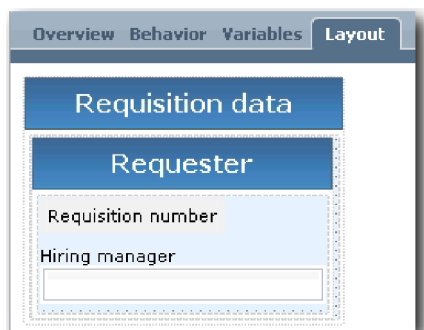 Overview Behavior Variables Layout
Requisition data
Requester
Requisition number
Hiring manager